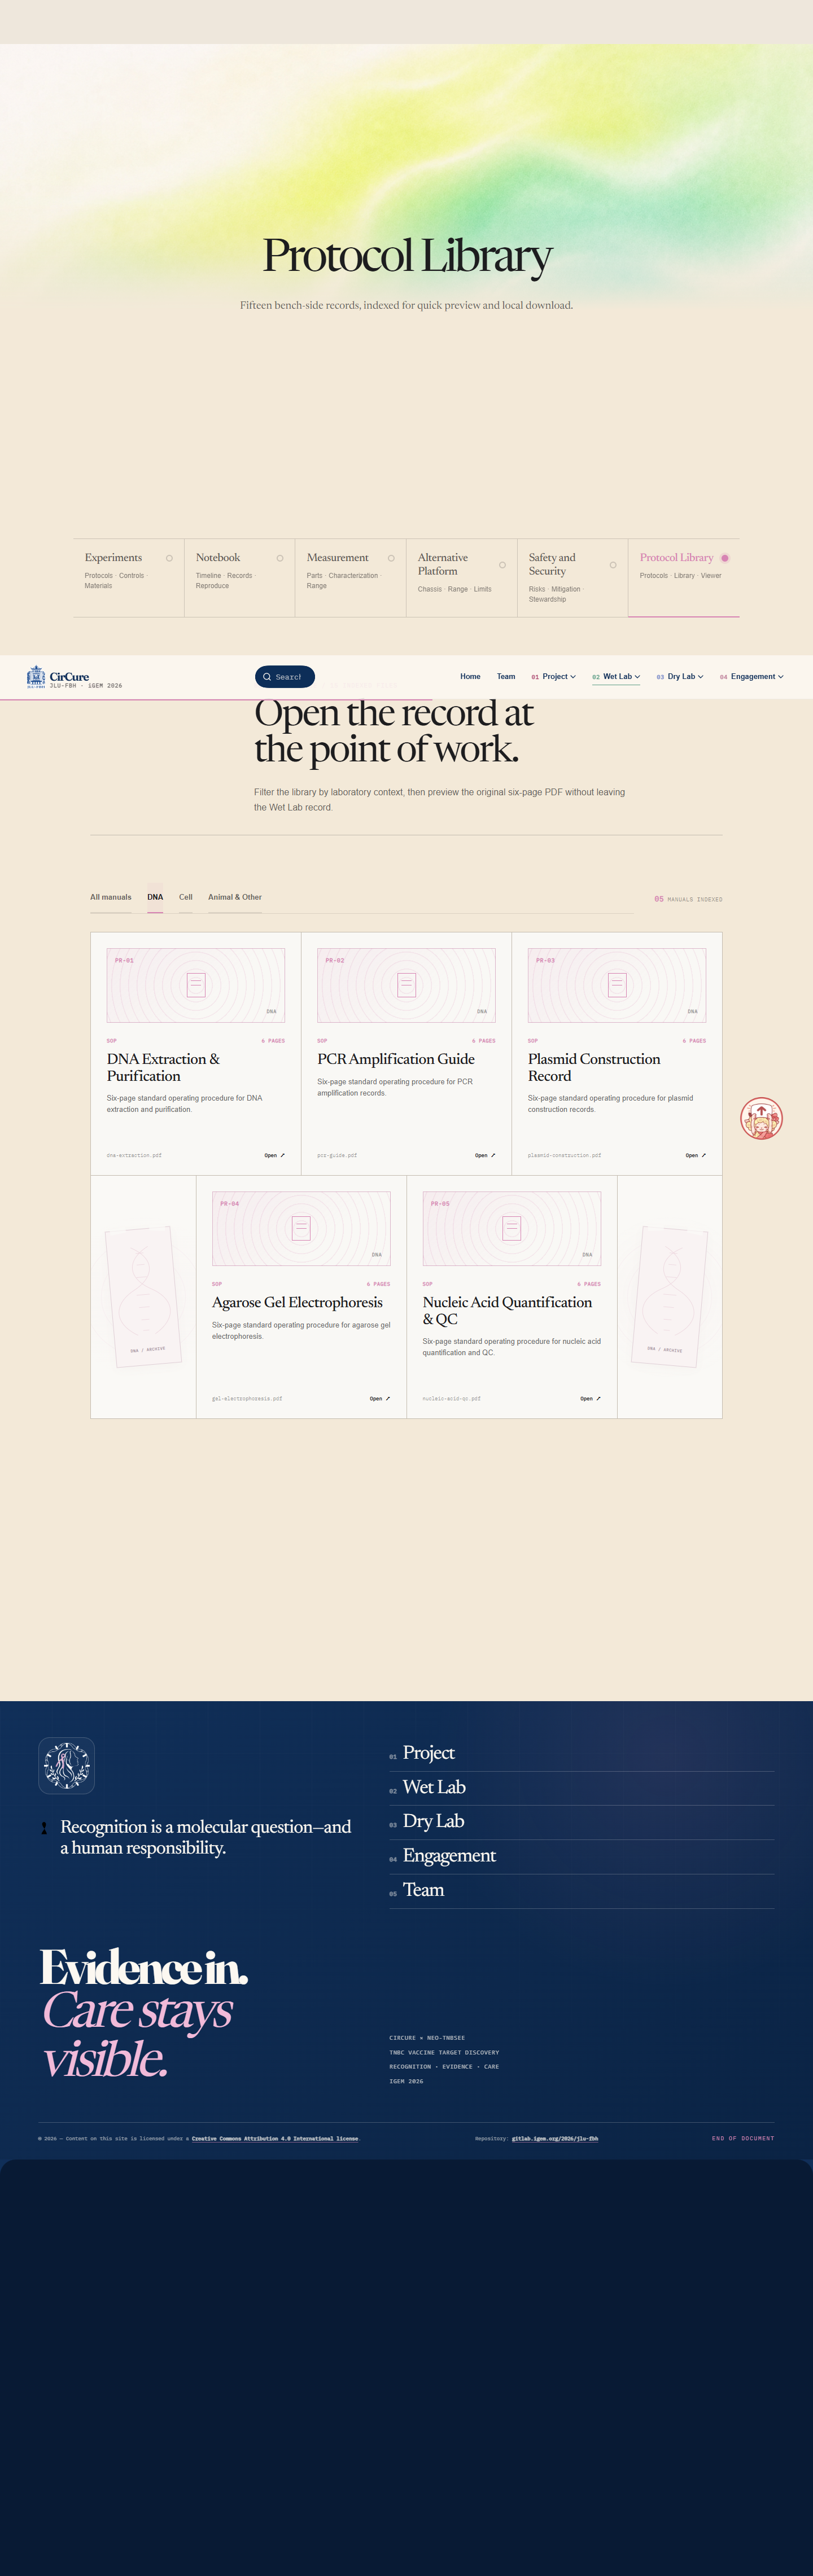 Protocol Library
Fifteen bench-side records, indexed for quick preview and local download.
Experiments
Protocols · Controls ·
Materials
Notebook
Timeline · Records ·
Reproduce
Measurement
Parts · Characterization ·
Range
Alternative
Platform
Chassis · Range · Limits
Safety and
Security
Risks · Mitigation ·
Stewardship
Protocol Library
Protocols · Library · Viewer
CirCure
JLU-FBH · iGEM 2026
Search
Home
Team
01 Project
02 Wet Lab
03 Dry Lab
04 Engagement
Open the record at
the point of work.
Filter the library by laboratory context, then preview the original six-page PDF without leaving
the Wet Lab record.
All manuals
DNA
Cell
Animal & Other
05 MANUALS INDEXED
PR-01
DNA
SOP
6 PAGES
DNA Extraction &
Purification
Six-page standard operating procedure for DNA
extraction and purification.
dna-extraction.pdf
Open ↗
PR-02
DNA
SOP
6 PAGES
PCR Amplification Guide
Six-page standard operating procedure for PCR
amplification records.
pcr-guide.pdf
Open ↗
PR-03
DNA
SOP
6 PAGES
Plasmid Construction
Record
Six-page standard operating procedure for plasmid
construction records.
plasmid-construction.pdf
Open ↗
DNA / ARCHIVE
PR-04
DNA
SOP
6 PAGES
Agarose Gel Electrophoresis
Six-page standard operating procedure for agarose gel
electrophoresis.
gel-electrophoresis.pdf
Open ↗
PR-05
DNA
SOP
6 PAGES
Nucleic Acid Quantification
& QC
Six-page standard operating procedure for nucleic acid
quantification and QC.
nucleic-acid-qc.pdf
Open ↗
DNA / ARCHIVE
Recognition is a molecular question—and
a human responsibility.
01 Project
02 Wet Lab
03 Dry Lab
04 Engagement
05 Team
Evidence in.
Care stays
visible.
CIRCURE × NEO-TNBSEE
TNBC VACCINE TARGET DISCOVERY
RECOGNITION · EVIDENCE · CARE
IGEM 2026
© 2026 — Content on this site is licensed under a Creative Commons Attribution 4.0 International license.
Repository: gitlab.igem.org/2026/jlu-fbh
END OF DOCUMENT